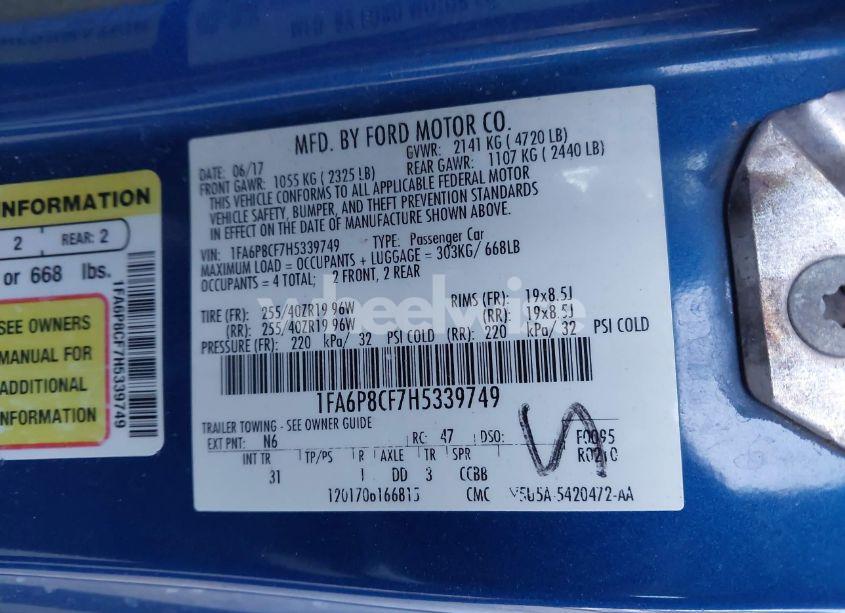 INFORMATION
2 REAR: 2
or 668 lbs.
SEE OWNERS
MANUAL FOR
ADDITIONAL
INFORMATION
1FA6P8CF7H5339749
MFD. BY FORD MOTOR CO.
DATE: 06/17 GVWR: 2141 KG (4720 LB)
FRONT GAWR: 1055 KG (2325 LB) REAR GAWR: 1107 KG (2440 LB)
THIS VEHICLE CONFORMS TO ALL APPLICABLE FEDERAL MOTOR
VEHICLE SAFETY, BUMPER, AND THEFT PREVENTION STANDARDS
IN EFFECT ON THE DATE OF MANUFACTURE SHOWN ABOVE.
VIN: 1FA6P8CF7H5339749 TYPE: Passenger Car
MAXIMUM LOAD = OCCUPANTS + LUGGAGE = 303KG/ 668LB
OCCUPANTS = 4 TOTAL; 2 FRONT, 2 REAR
wheelwire
TIRE (FR): 255/40ZR19 96W RIMS (FR): 19x8.5J
(RR): 255/40ZR19 96W (RR): 19x8.5J
PRESSURE (FR): 220 kPa/ 32 PSI COLD (RR): 220 kPa/ 32 PSI COLD
1FA6P8CF7H5339749
TRAILER TOWING - SEE OWNER GUIDE
EXT PNT: N6 RC: 47 DSO: F0095
INT TR TP/PS R AXLE TR SPR R0210
31 I DD 3 CCBB
CMC 5420472-AA